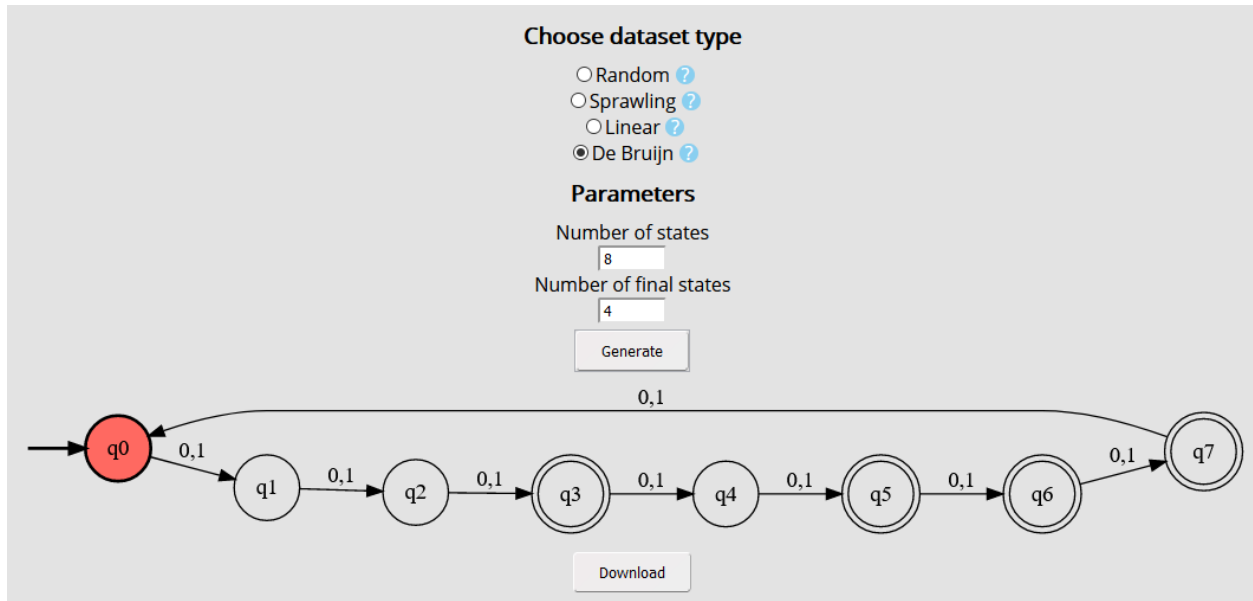 Choose dataset type
Random ?
Sprawling ?
Linear ?
De Bruijn ?
Parameters
Number of states
8
Number of final states
4
Generate
0,1
q0
0,1
q1
0,1
q2
0,1
q3
0,1
q4
0,1
q5
0,1
q6
0,1
q7
Download